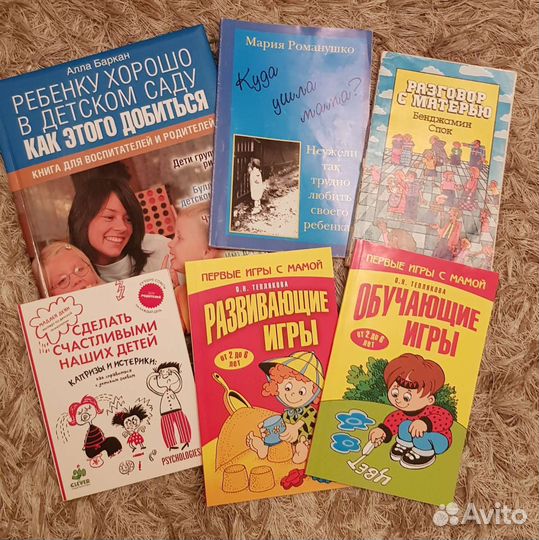 Алла Баркан
РЕБЕНКУ ХОРОШО
В ДЕТСКОМ САДУ
КАК ЭТОГО ДОБИТЬСЯ
КНИГА ДЛЯ ВОСПИТАТЕЛЕЙ И РОДИТЕЛЕЙ
Дети
Мария Романушко
Куда
ушла
мама?
Неужели
так
трудно
любить
своего
ребенка
РАЗГОВОР
С МАТЕРЬЮ
Бенджамин
Спок
СДЕЛАТЬ
СЧАСТЛИВЫМИ
НАШИХ ДЕТЕЙ
КАПРИЗЫ И ИСТЕРИКИ:
PSYCHOLOGIES
CLEVER
ПЕРВЫЕ ИГРЫ С МАМОЙ
О.Н. ТЕПЛЯКОВА
РАЗВИВАЮЩИЕ
ИГРЫ
от 2 до 6
лет
ПЕРВЫЕ ИГРЫ С МАМОЙ
О.Н. ТЕПЛЯКОВА
ОБУЧАЮЩИЕ
ИГРЫ
от 2 до 6
лет
ЦВЕТ
Avito